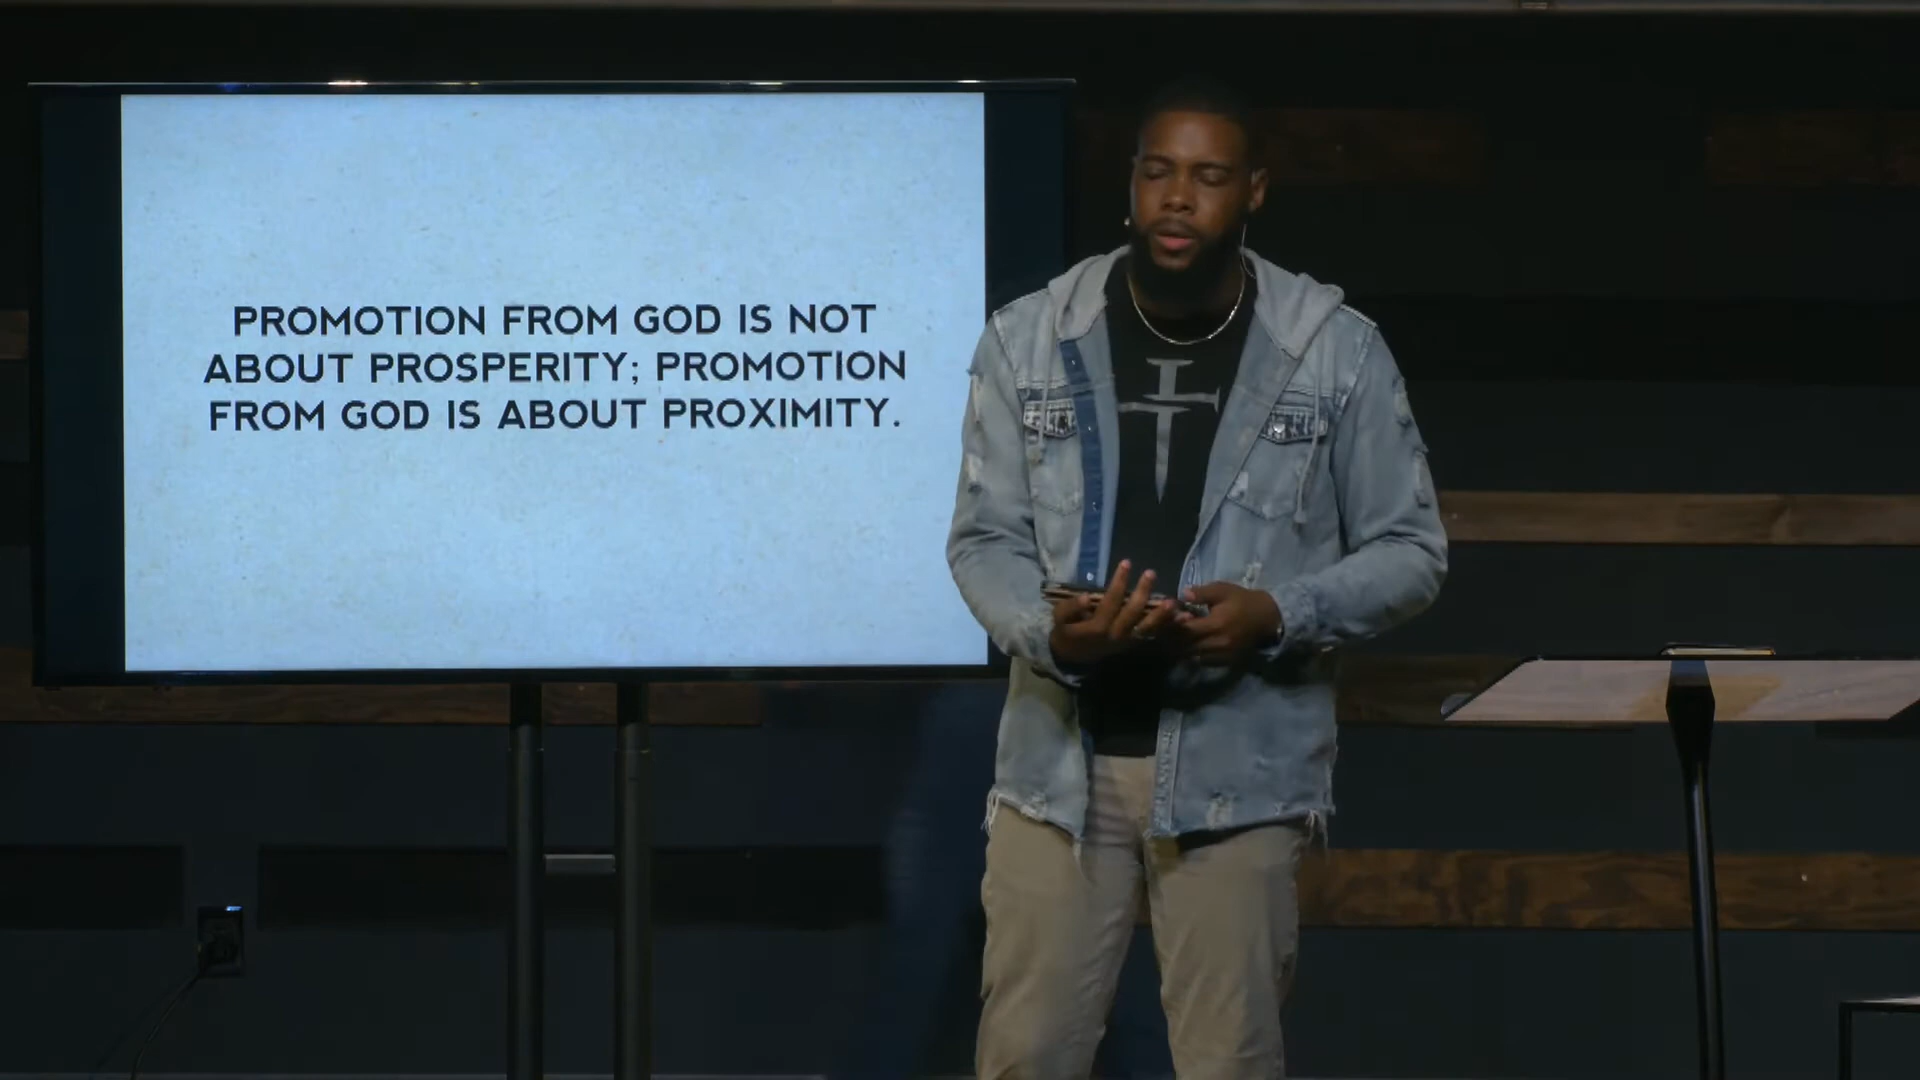 PROMOTION FROM GOD IS NOT
ABOUT PROSPERITY; PROMOTION
FROM GOD IS ABOUT PROXIMITY.